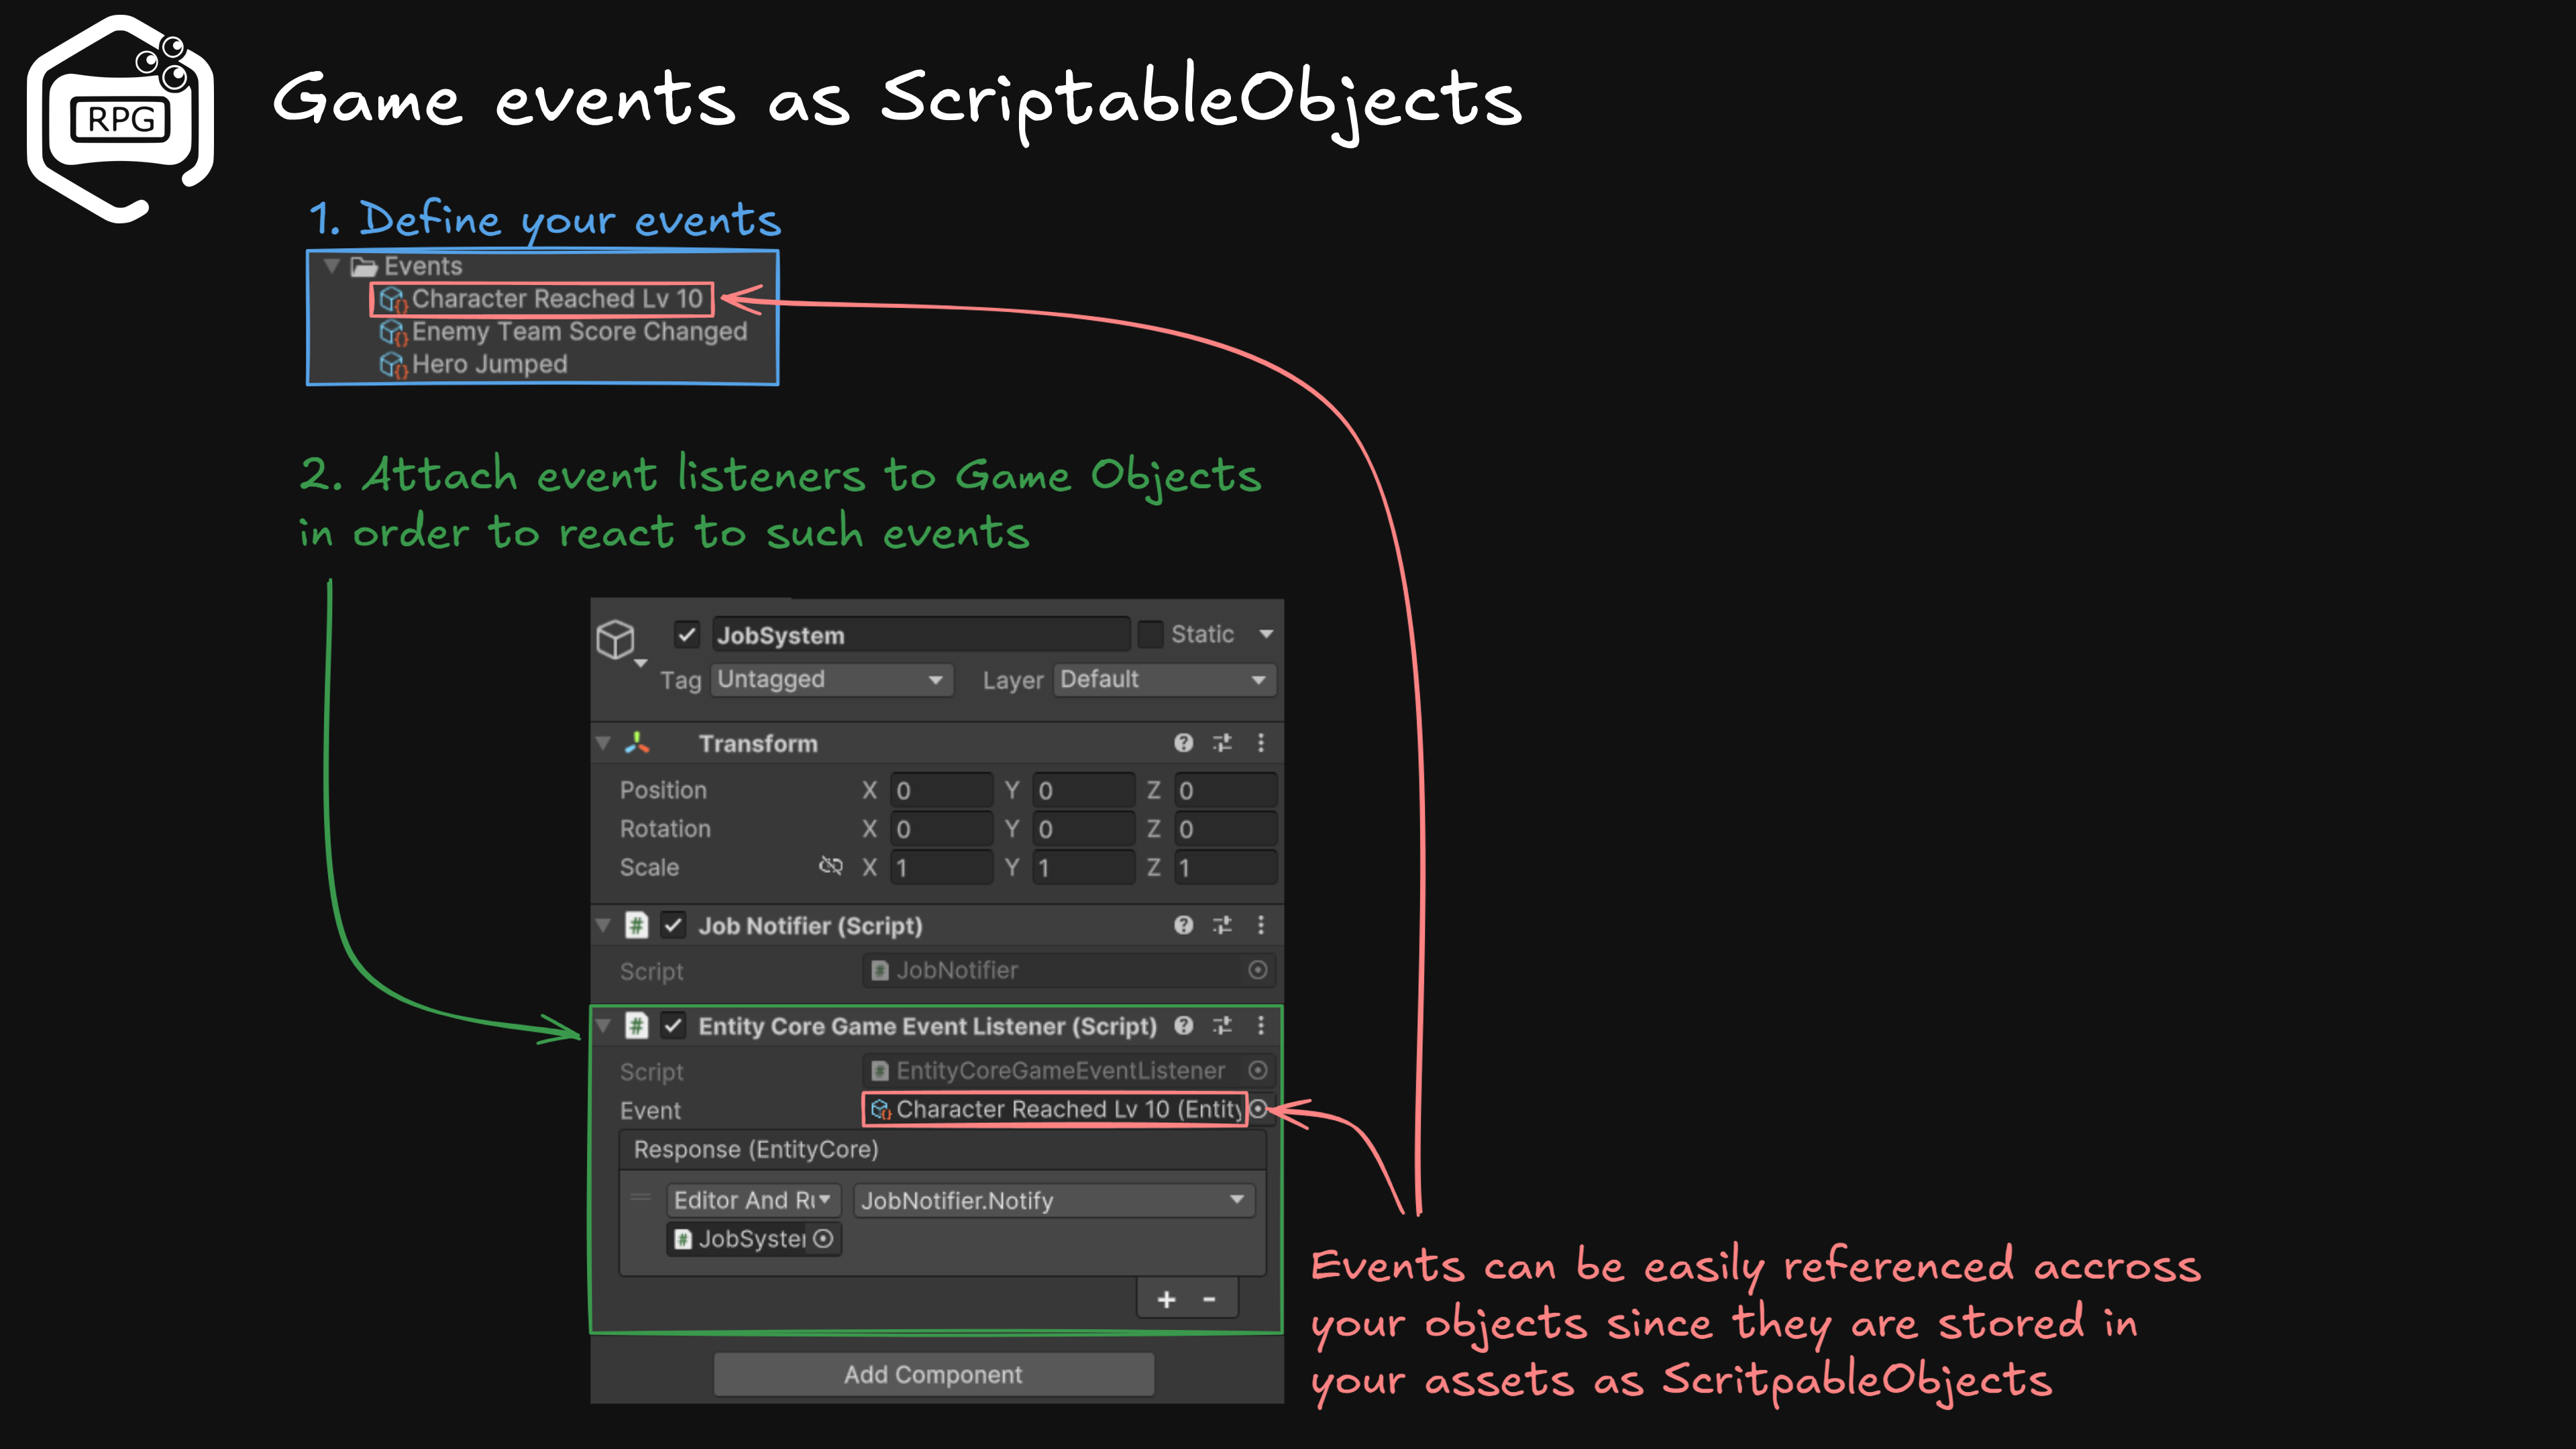 RPG
Game events as ScriptableObjects
1. Define your events
Events
Character Reached Lv 10
Enemy Team Score Changed
Hero Jumped
2. Attach event listeners to Game Objects
in order to react to such events
JobSystem Static
Tag Untagged Layer Default
Transform
Position X 0 Y 0 Z 0
Rotation X 0 Y 0 Z 0
Scale X 1 Y 1 Z 1
# Job Notifier (Script)
Script # JobNotifier
# Entity Core Game Event Listener (Script)
Script # EntityCoreGameEventListener
Event Character Reached Lv 10 (Entity
Response (EntityCore)
Editor And Ru JobNotifier.Notify
# JobSyster
+ -
Add Component
Events can be easily referenced accross
your objects since they are stored in
your assets as ScritpableObjects